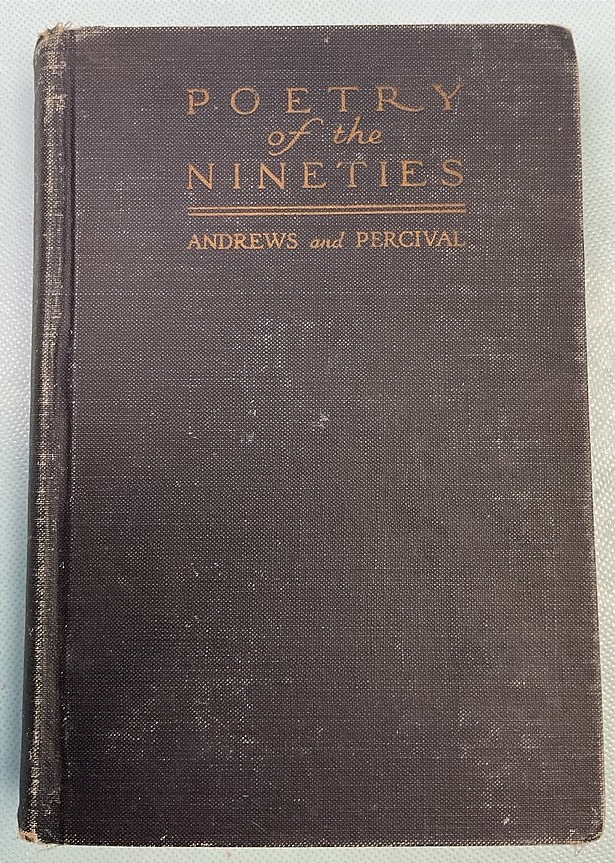 POETRY
of the
NINETIES
ANDREWS and PERCIVAL